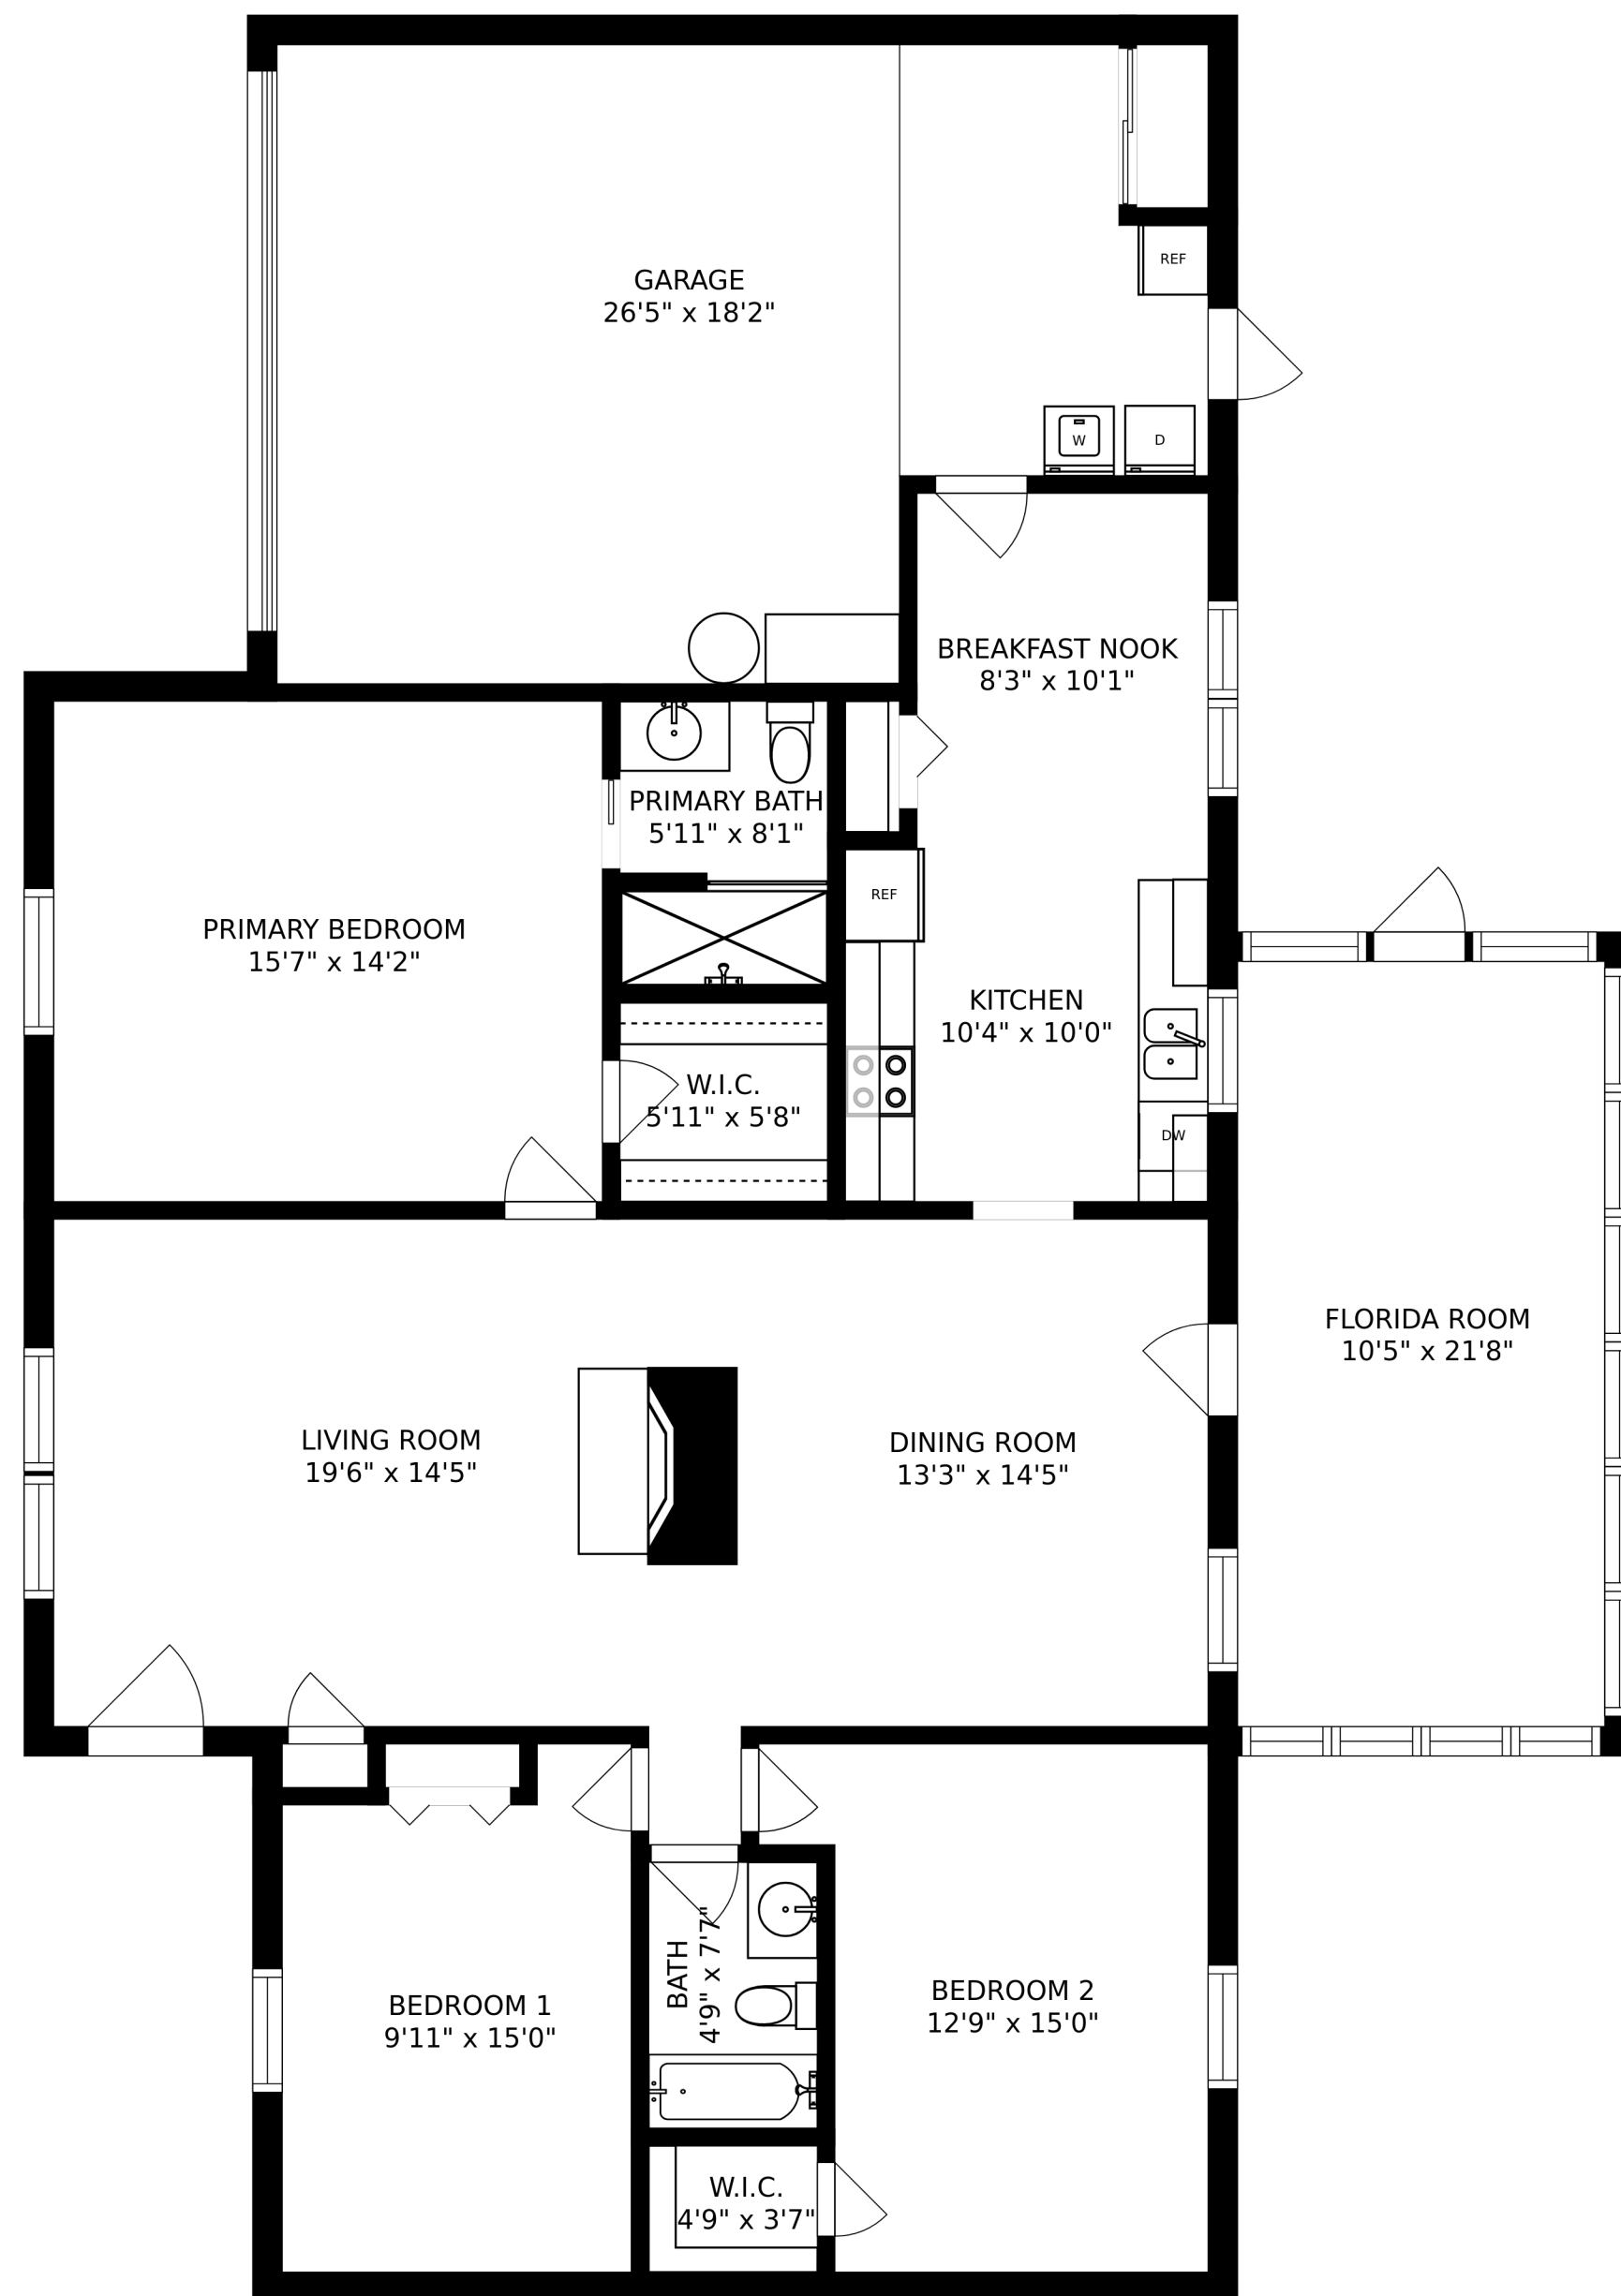 REF
GARAGE
26'5" x 18'2"
W
D
BREAKFAST NOOK
8'3" x 10'1"
PRIMARY BATH
5'11" x 8'1"
REF
PRIMARY BEDROOM
15'7" x 14'2"
KITCHEN
10'4" x 10'0"
W.I.C.
5'11" x 5'8"
DW
FLORIDA ROOM
10'5" x 21'8"
LIVING ROOM
19'6" x 14'5"
DINING ROOM
13'3" x 14'5"
BATH
4'9" x 7'7"
BEDROOM 1
9'11" x 15'0"
BEDROOM 2
12'9" x 15'0"
W.I.C.
4'9" x 3'7"